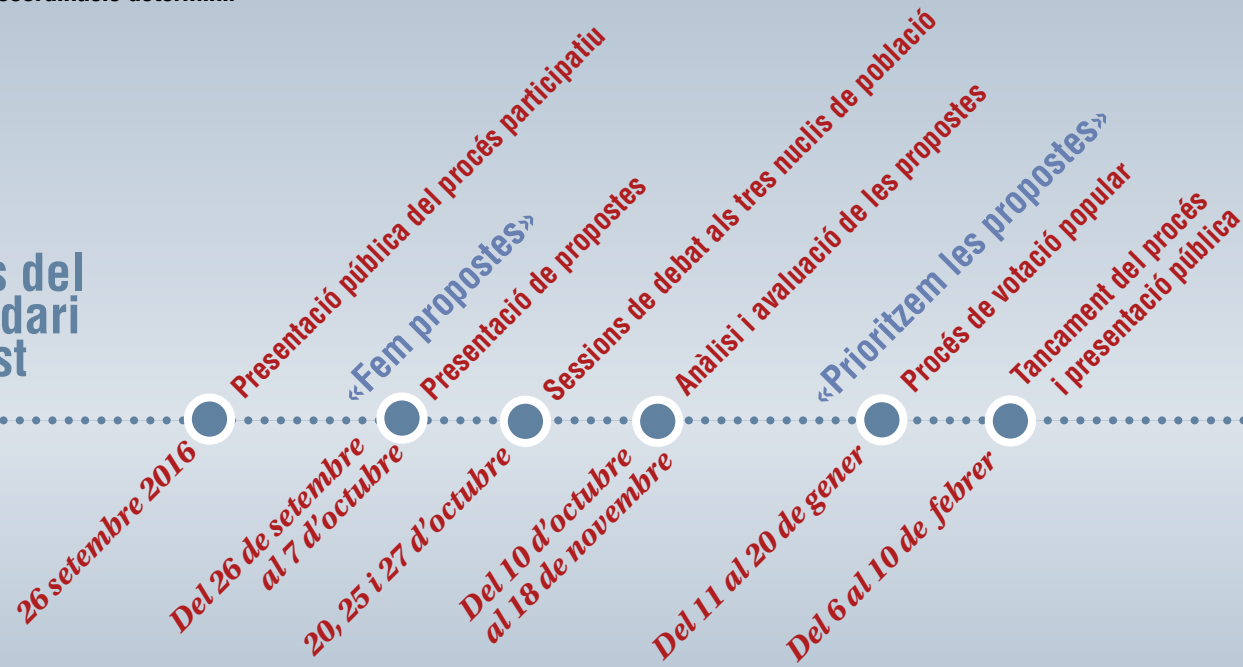 s del
dari
st
Presentació pública del procés participatiu
«Fem propostes»
Presentació de propostes
Sessions de debat als tres nuclis de població
Anàlisi i avaluació de les propostes
«Prioritzem les propostes»
Procés de votació popular
Tancament del procés
i presentació pública
26 setembre 2016
Del 26 de setembre
al 7 d’octubre
20, 25 i 27 d’octubre
Del 10 d’octubre
al 18 de novembre
Del 11 al 20 de gener
Del 6 al 10 de febrer